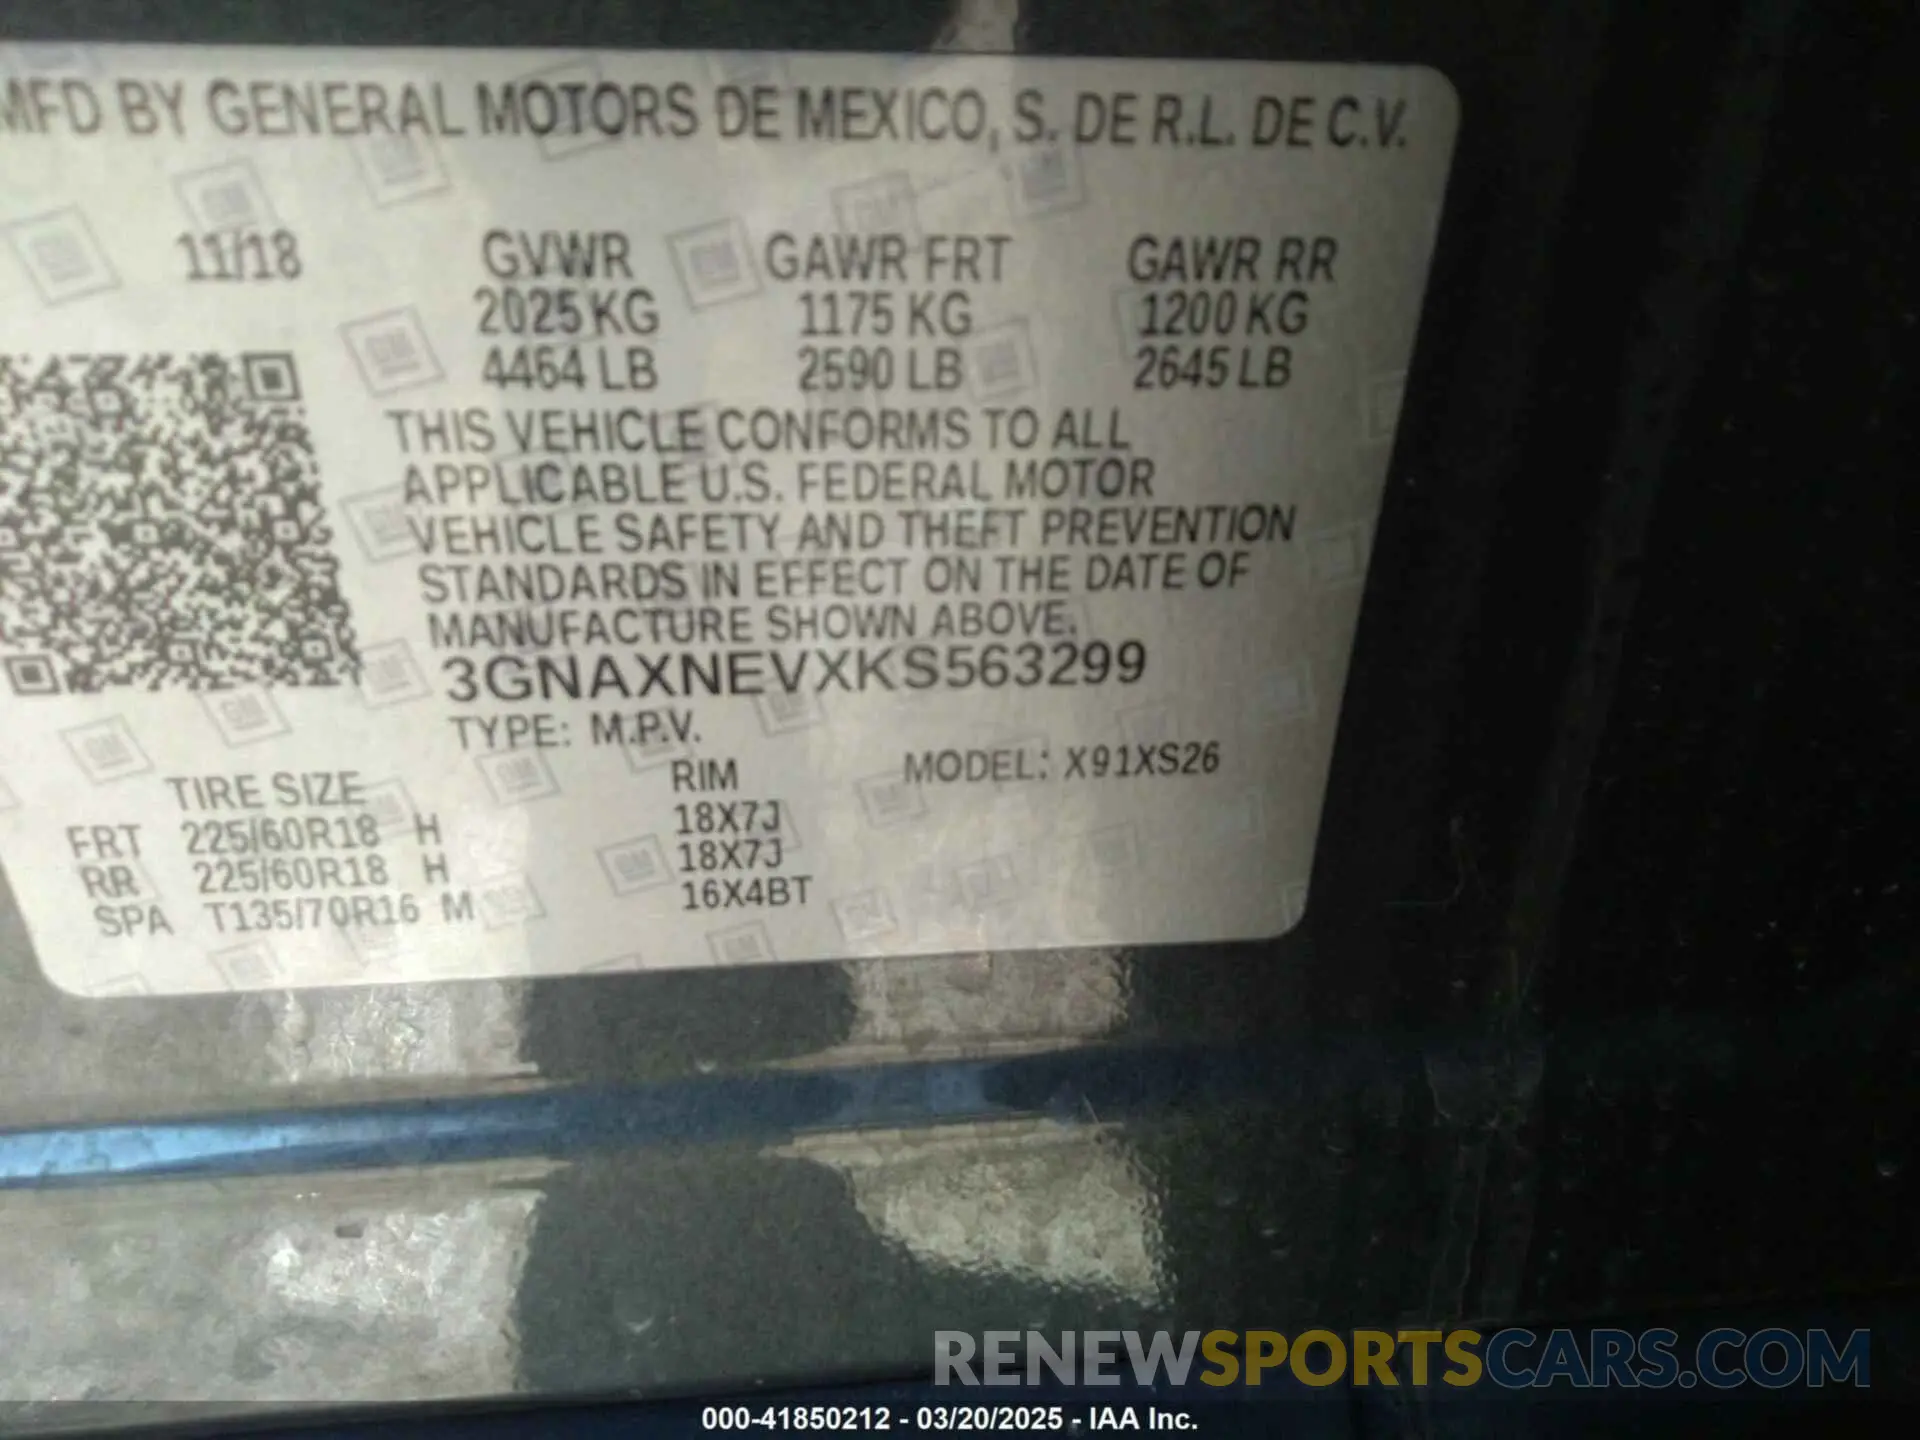 MFD BY GENERAL MOTORS DE MEXICO, S. DE R.L. DE C.V.
11/18 GVWR GAWR FRT GAWR RR
2025 KG 1175 KG 1200 KG
4464 LB 2590 LB 2645 LB
THIS VEHICLE CONFORMS TO ALL
APPLICABLE U.S. FEDERAL MOTOR
VEHICLE SAFETY AND THEFT PREVENTION
STANDARDS IN EFFECT ON THE DATE OF
MANUFACTURE SHOWN ABOVE.
3GNAXNEVXKS563299
TYPE: M.P.V.
TIRE SIZE RIM MODEL: X91XS26
FRT 225/60R18 H 18X7J
RR 225/60R18 H 18X7J
SPA T135/70R16 M 16X4BT
RENEWSPORTSCARS.COM
000-41850212 - 03/20/2025 - IAA Inc.